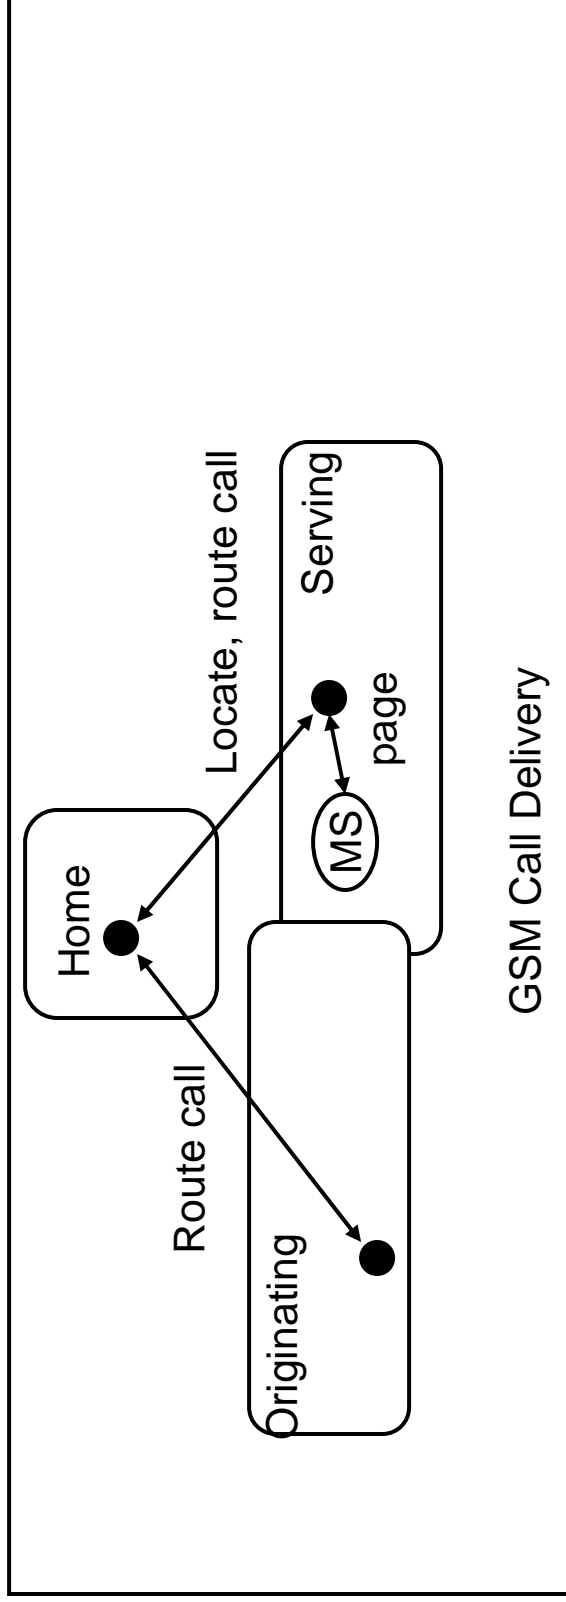 Home
Route call
Locate, route call
Originating
Serving
MS
page
GSM Call Delivery